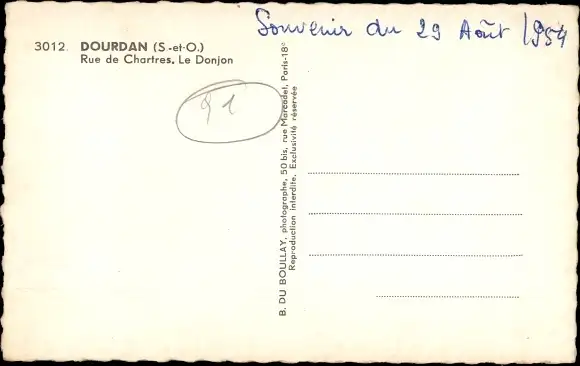 Souvenir du 29 Août 1954
3012. DOURDAN (S.-et-O.)
Rue de Chartres. Le Donjon
91
B. DU BOULLAY, photographe, 50 bis, rue Marcadet, Paris-18e
Reproduction interdite. Exclusivité réservée